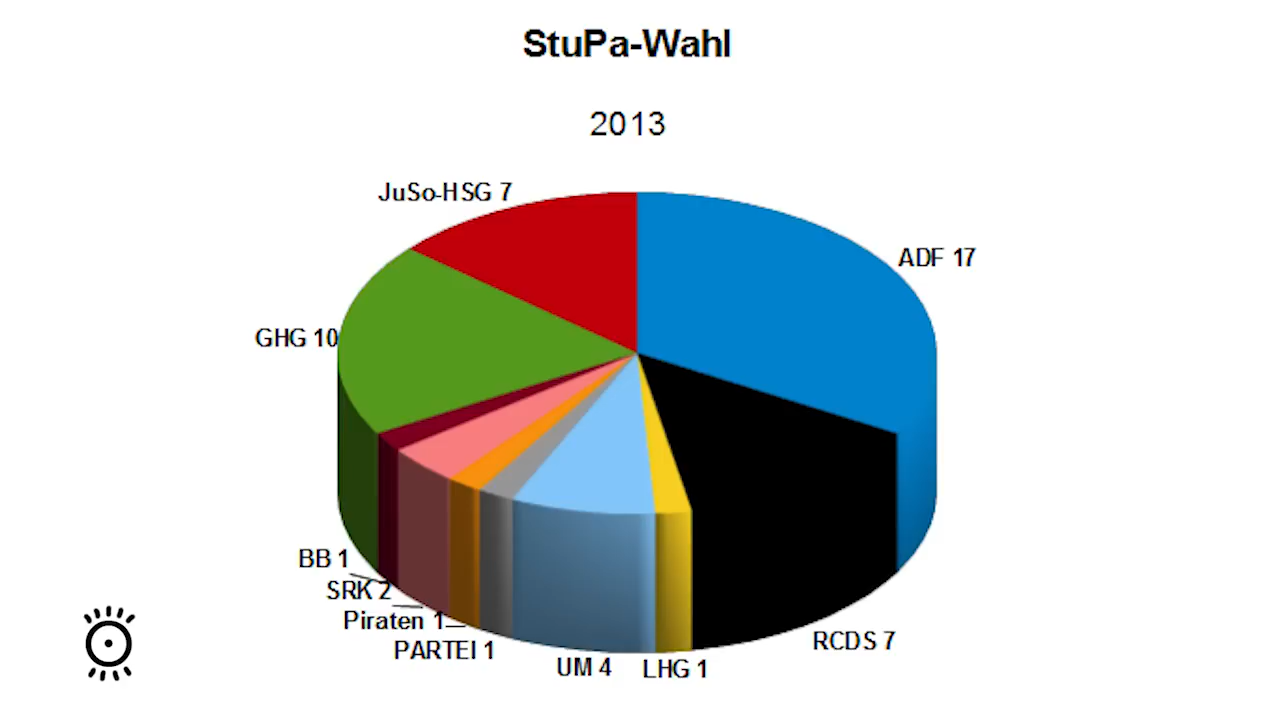 StuPa-Wahl
2013
JuSo-HSG 7
ADF 17
GHG 10
BB 1
SRK 2
Piraten 1
PARTEI 1
UM 4
LHG 1
RCDS 7